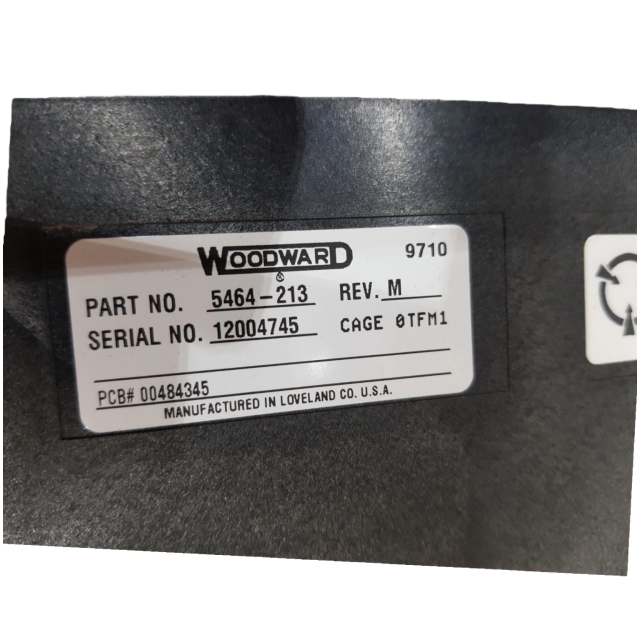 WOODWARD 9710
®
PART NO. 5464-213 REV. M
SERIAL NO. 12004745 CAGE 0TFM1
PCB# 00484345
MANUFACTURED IN LOVELAND CO. U.S.A.